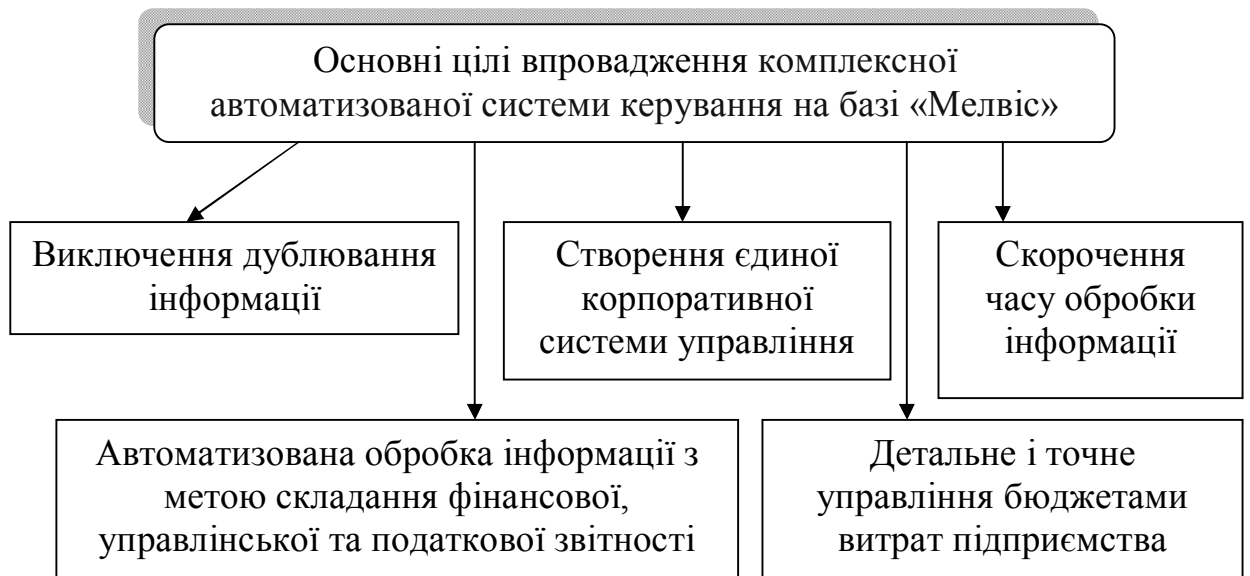 Основні цілі впровадження комплексної
автоматизованої системи керування на базі «Мелвіс»
Виключення дублювання
інформації
Створення єдиної
корпоративної
системи управління
Скорочення
часу обробки
інформації
Автоматизована обробка інформації з
метою складання фінансової,
управлінської та податкової звітності
Детальне і точне
управління бюджетами
витрат підприємства